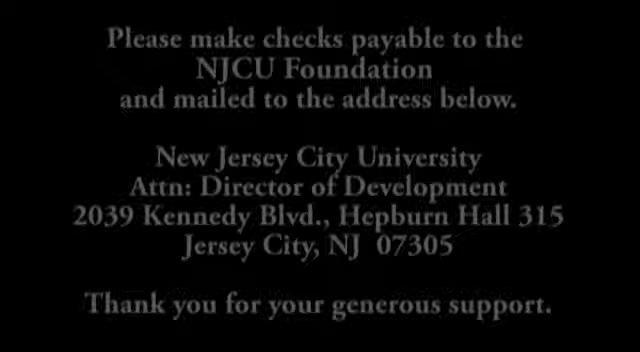 Please make checks payable to the
NJCU Foundation
and mailed to the address below.
New Jersey City University
Attn: Director of Development
2039 Kennedy Blvd., Hepburn Hall 315
Jersey City, NJ  07305
Thank you for your generous support.